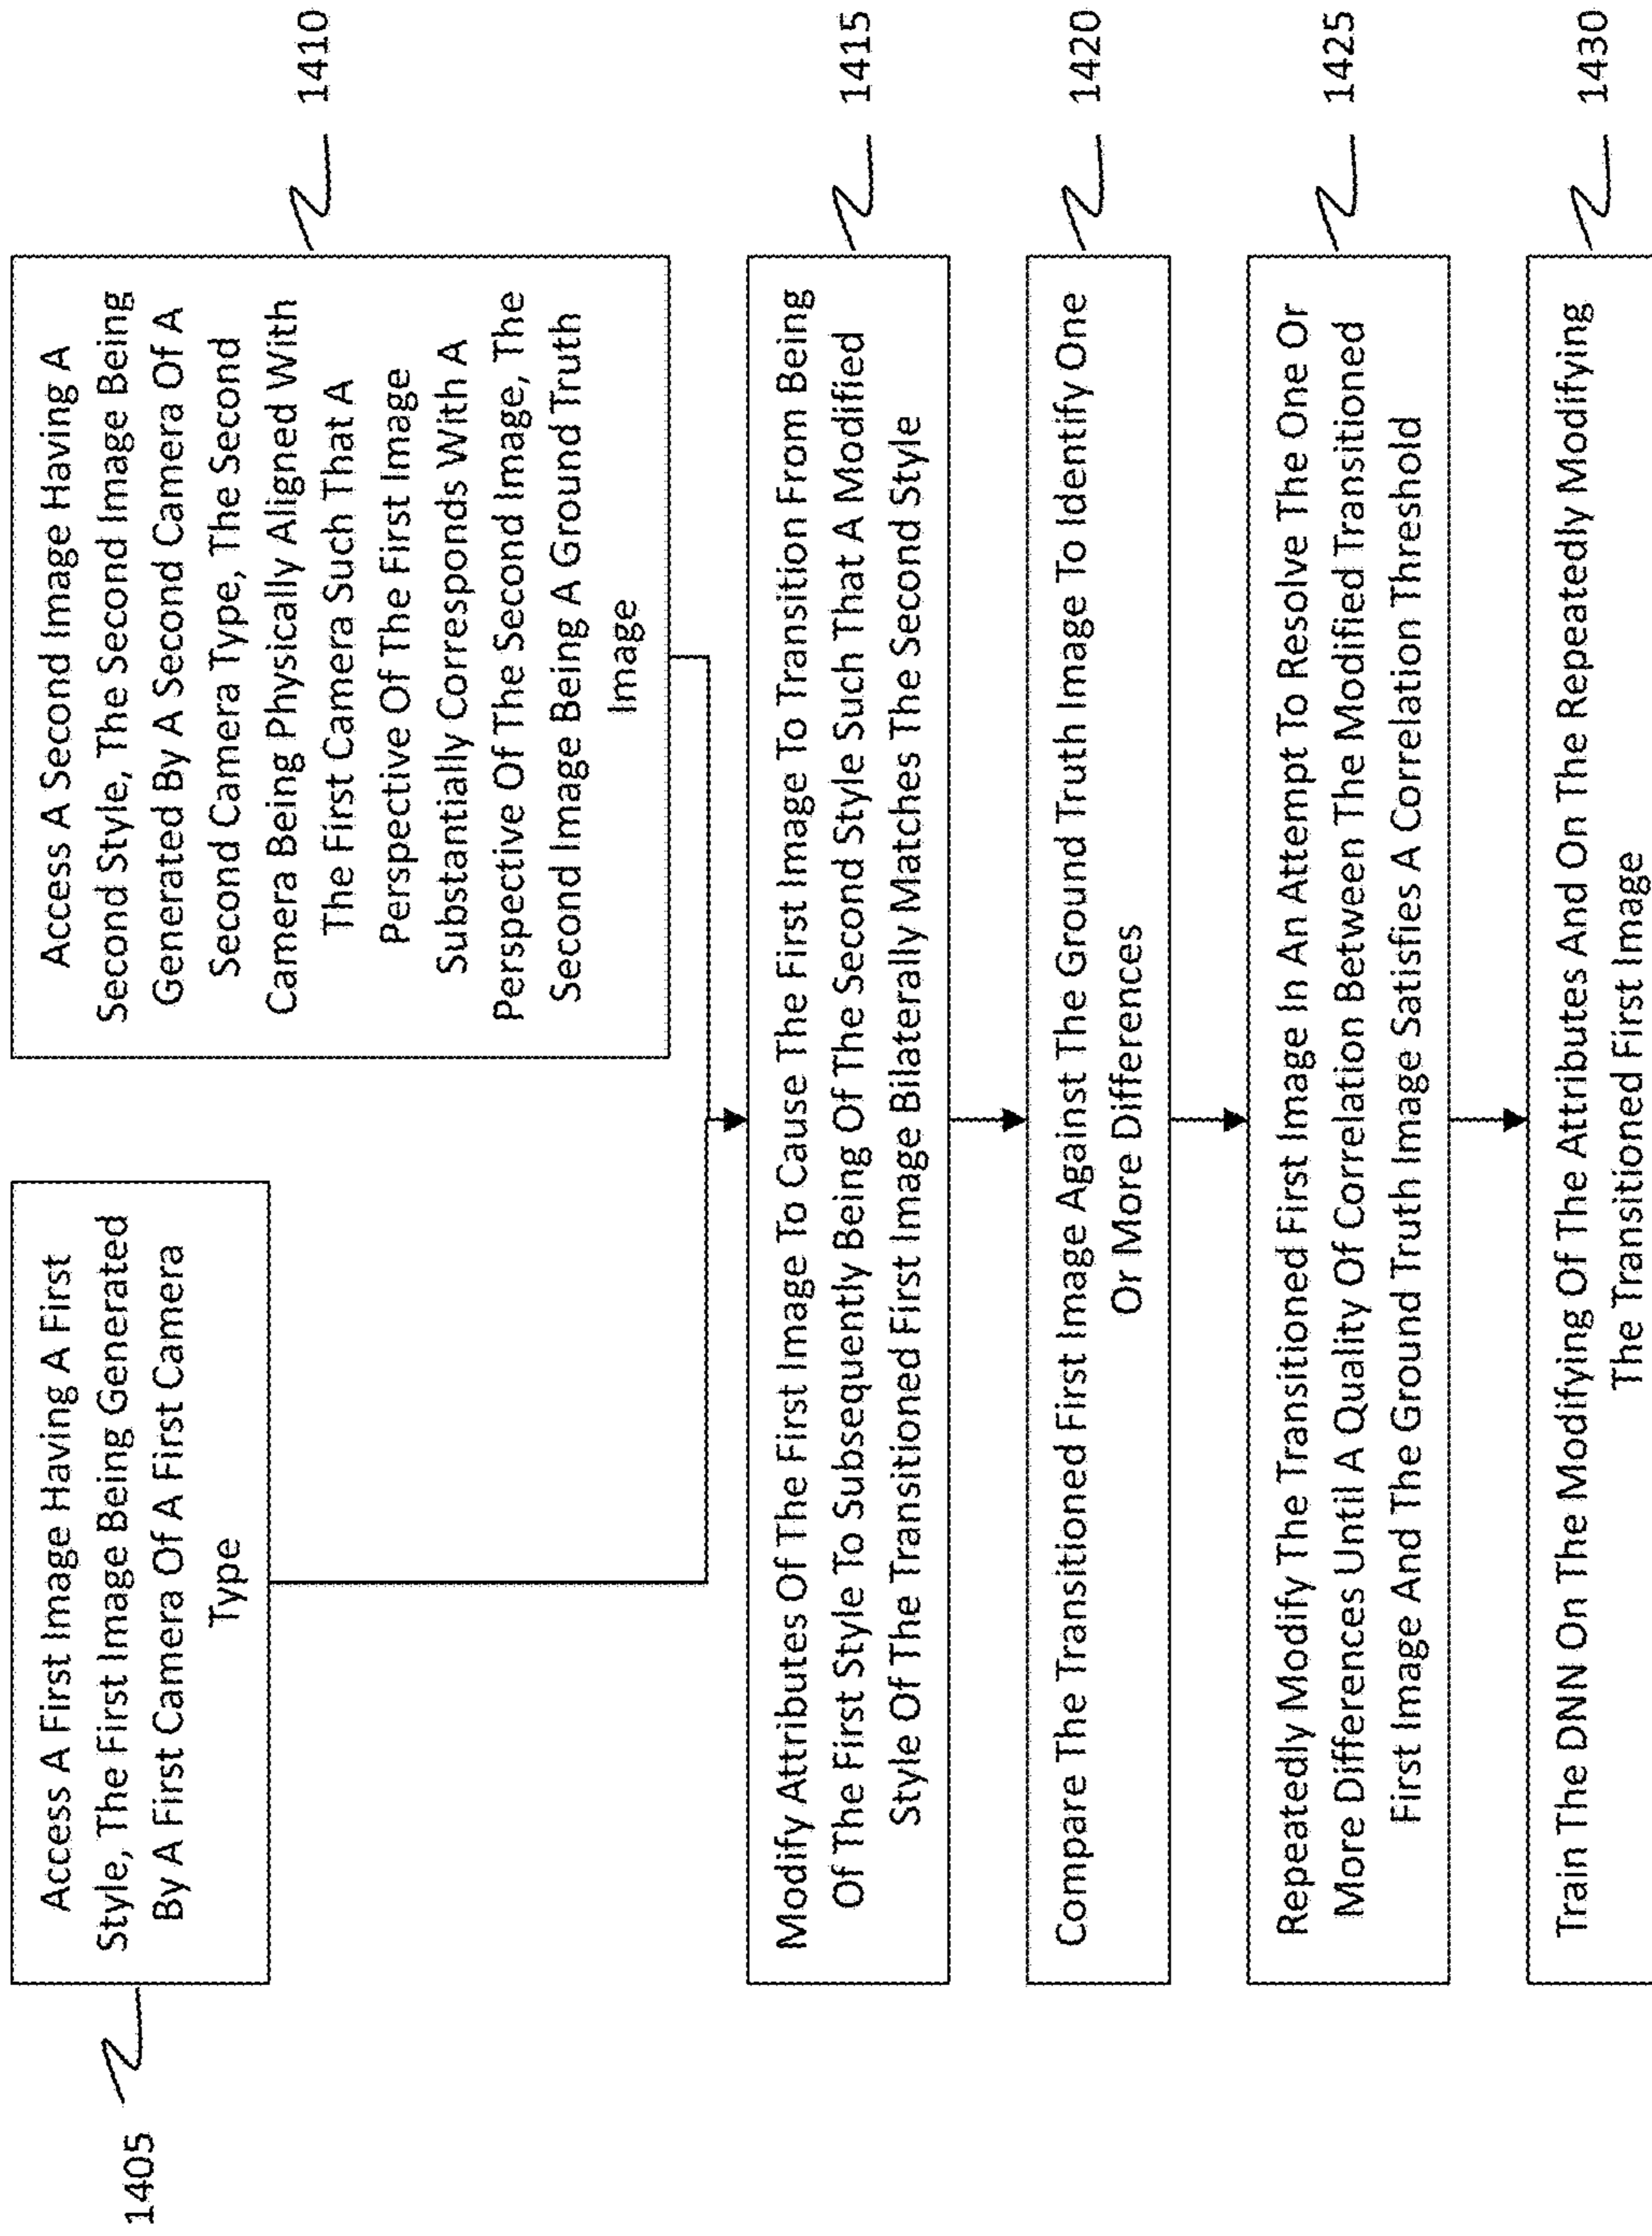 1405
Access A First Image Having A First
Style, The First Image Being Generated
By A First Camera Of A First Camera
Type
Access A Second Image Having A
Second Style, The Second Image Being
Generated By A Second Camera Of A
Second Camera Type, The Second
Camera Being Physically Aligned With
The First Camera Such That A
Perspective Of The First Image
Substantially Corresponds With A
Perspective Of The Second Image, The
Second Image Being A Ground Truth
Image
1410
Modify Attributes Of The First Image To Cause The First Image To Transition From Being
Of The First Style To Subsequently Being Of The Second Style Such That A Modified
Style Of The Transitioned First Image Bilaterally Matches The Second Style
1415
Compare The Transitioned First Image Against The Ground Truth Image To Identify One
Or More Differences
1420
Repeatedly Modify The Transitioned First Image In An Attempt To Resolve The One Or
More Differences Until A Quality Of Correlation Between The Modified Transitioned
First Image And The Ground Truth Image Satisfies A Correlation Threshold
1425
Train The DNN On The Modifying Of The Attributes And On The Repeatedly Modifying
The Transitioned First Image
1430